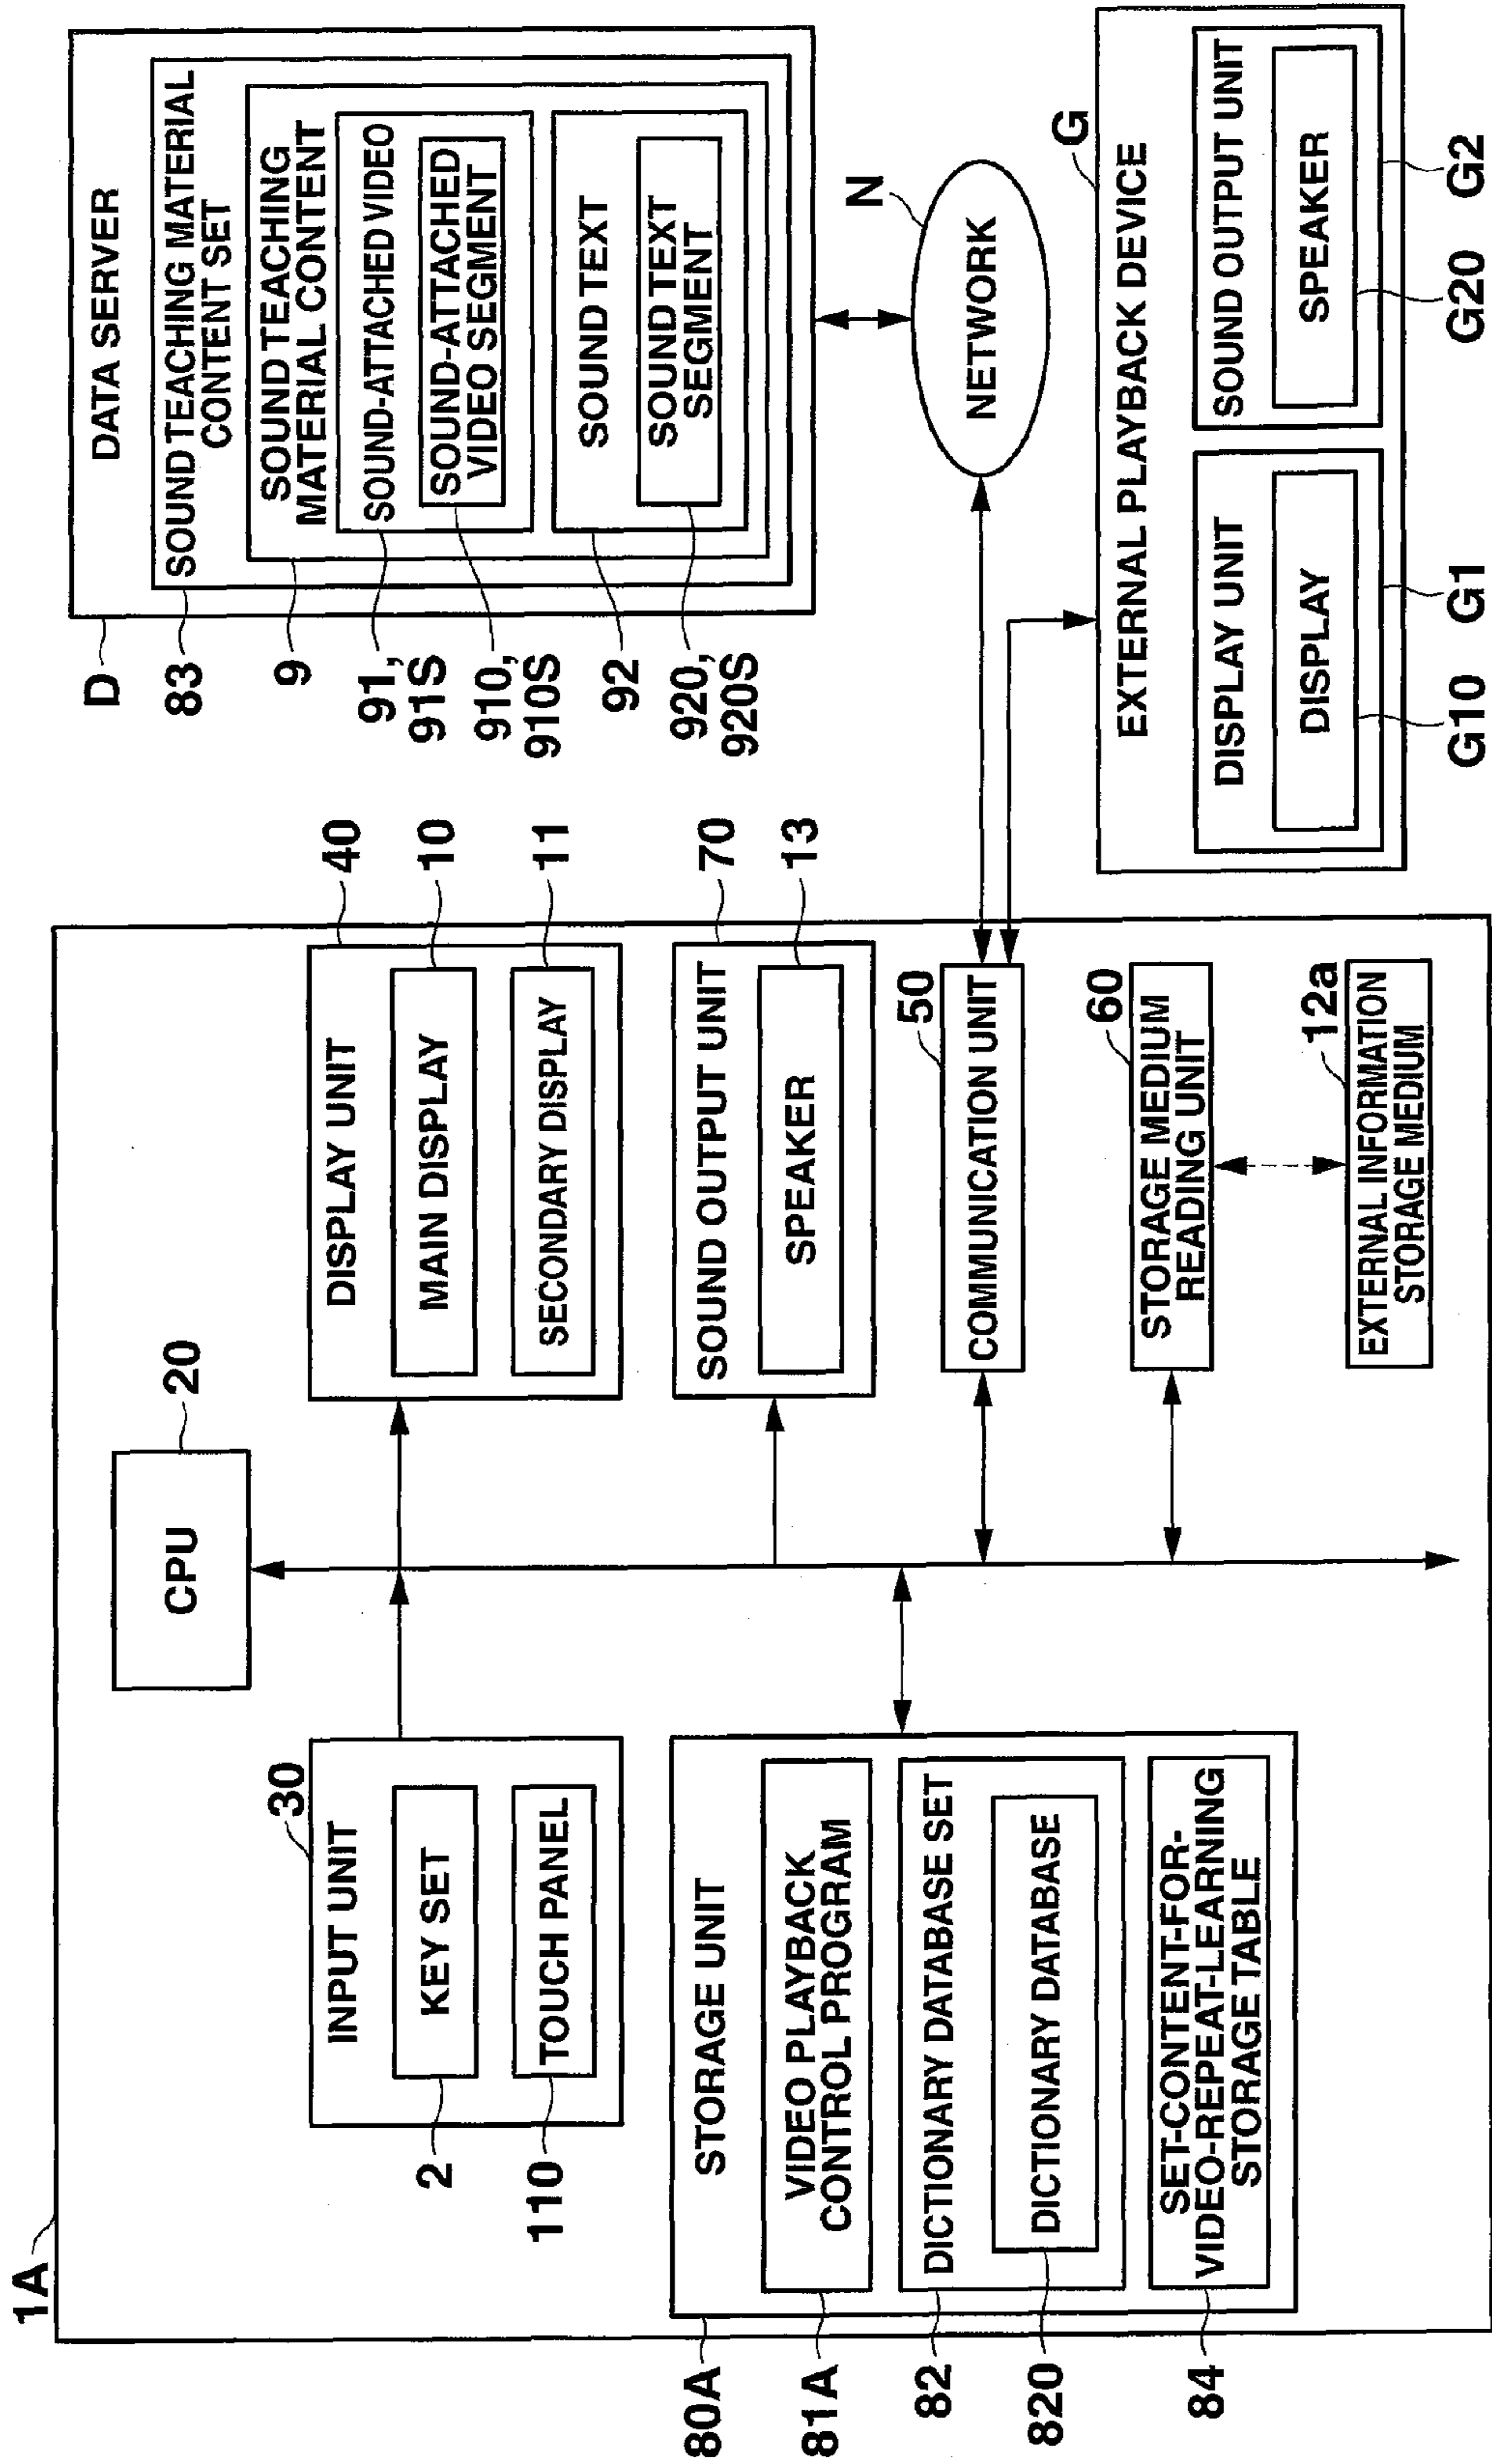 1A
CPU
20
INPUT UNIT
30
KEY SET
2
TOUCH PANEL
110
DISPLAY UNIT
40
MAIN DISPLAY
10
SECONDARY DISPLAY
11
STORAGE UNIT
80A
VIDEO PLAYBACK
CONTROL PROGRAM
81A
DICTIONARY DATABASE SET
82
DICTIONARY DATABASE
820
SET-CONTENT-FOR-
VIDEO-REPEAT-LEARNING
STORAGE TABLE
84
SOUND OUTPUT UNIT
70
SPEAKER
13
COMMUNICATION UNIT
50
STORAGE MEDIUM
READING UNIT
60
EXTERNAL INFORMATION
STORAGE MEDIUM
12a
DATA SERVER
D
SOUND TEACHING MATERIAL
CONTENT SET
83
SOUND TEACHING
MATERIAL CONTENT
9
SOUND-ATTACHED VIDEO
91,
91S
SOUND-ATTACHED
VIDEO SEGMENT
910,
910S
SOUND TEXT
92
SOUND TEXT
SEGMENT
920,
920S
NETWORK
N
EXTERNAL PLAYBACK DEVICE
G
DISPLAY UNIT
DISPLAY
G10
G1
SOUND OUTPUT UNIT
SPEAKER
G20
G2